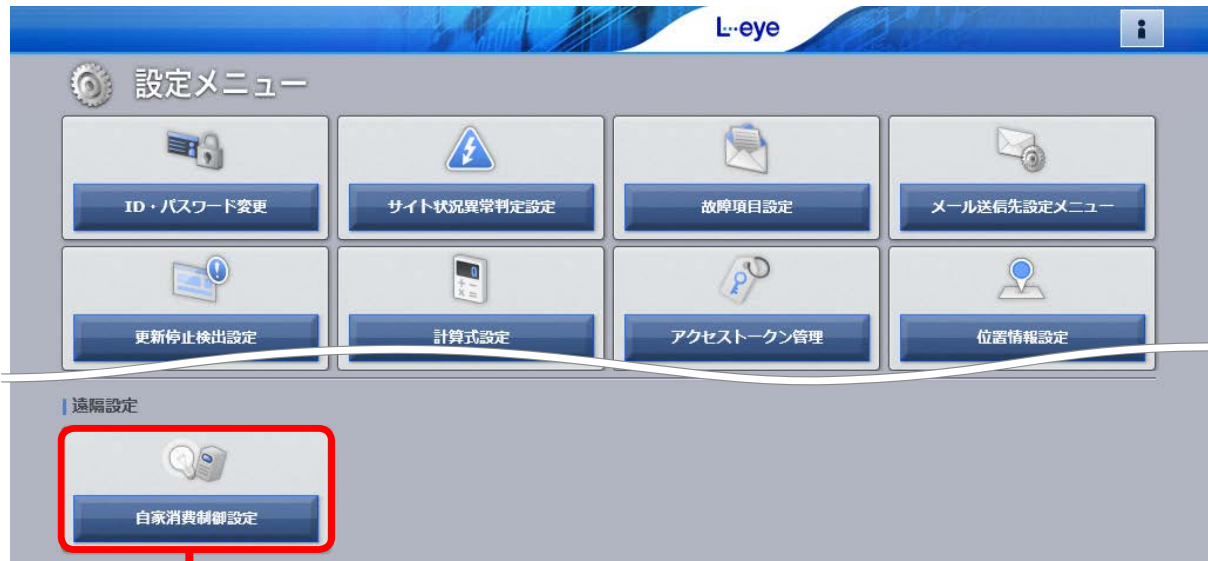 L・・eye
設定メニュー
ID・パスワード変更
サイト状況異常判定設定
故障項目設定
メール送信先設定メニュー
更新停止検出設定
計算式設定
アクセストークン管理
位置情報設定
遠隔設定
自家消費制御設定